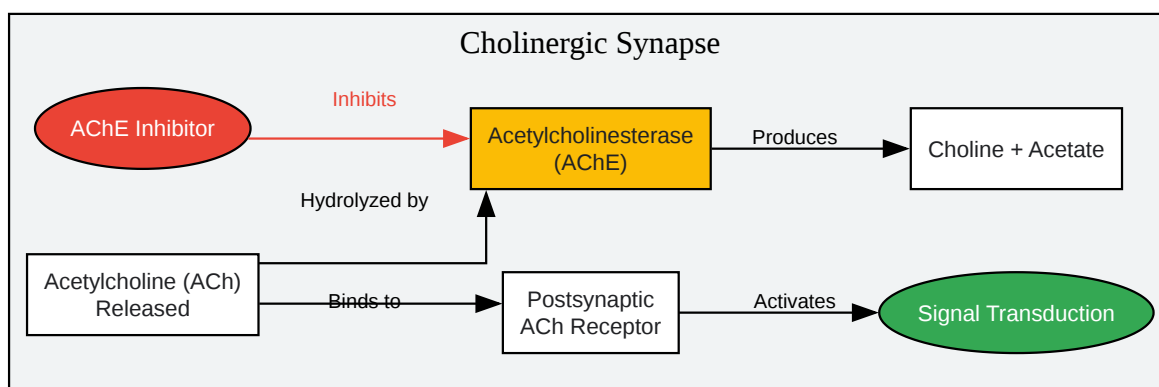 Cholinergic Synapse
Inhibits
AChE Inhibitor
Acetylcholinesterase
(AChE)
Produces
Choline + Acetate
Hydrolyzed by
Acetylcholine (ACh)
Released
Binds to
Postsynaptic
ACh Receptor
Activates
Signal Transduction